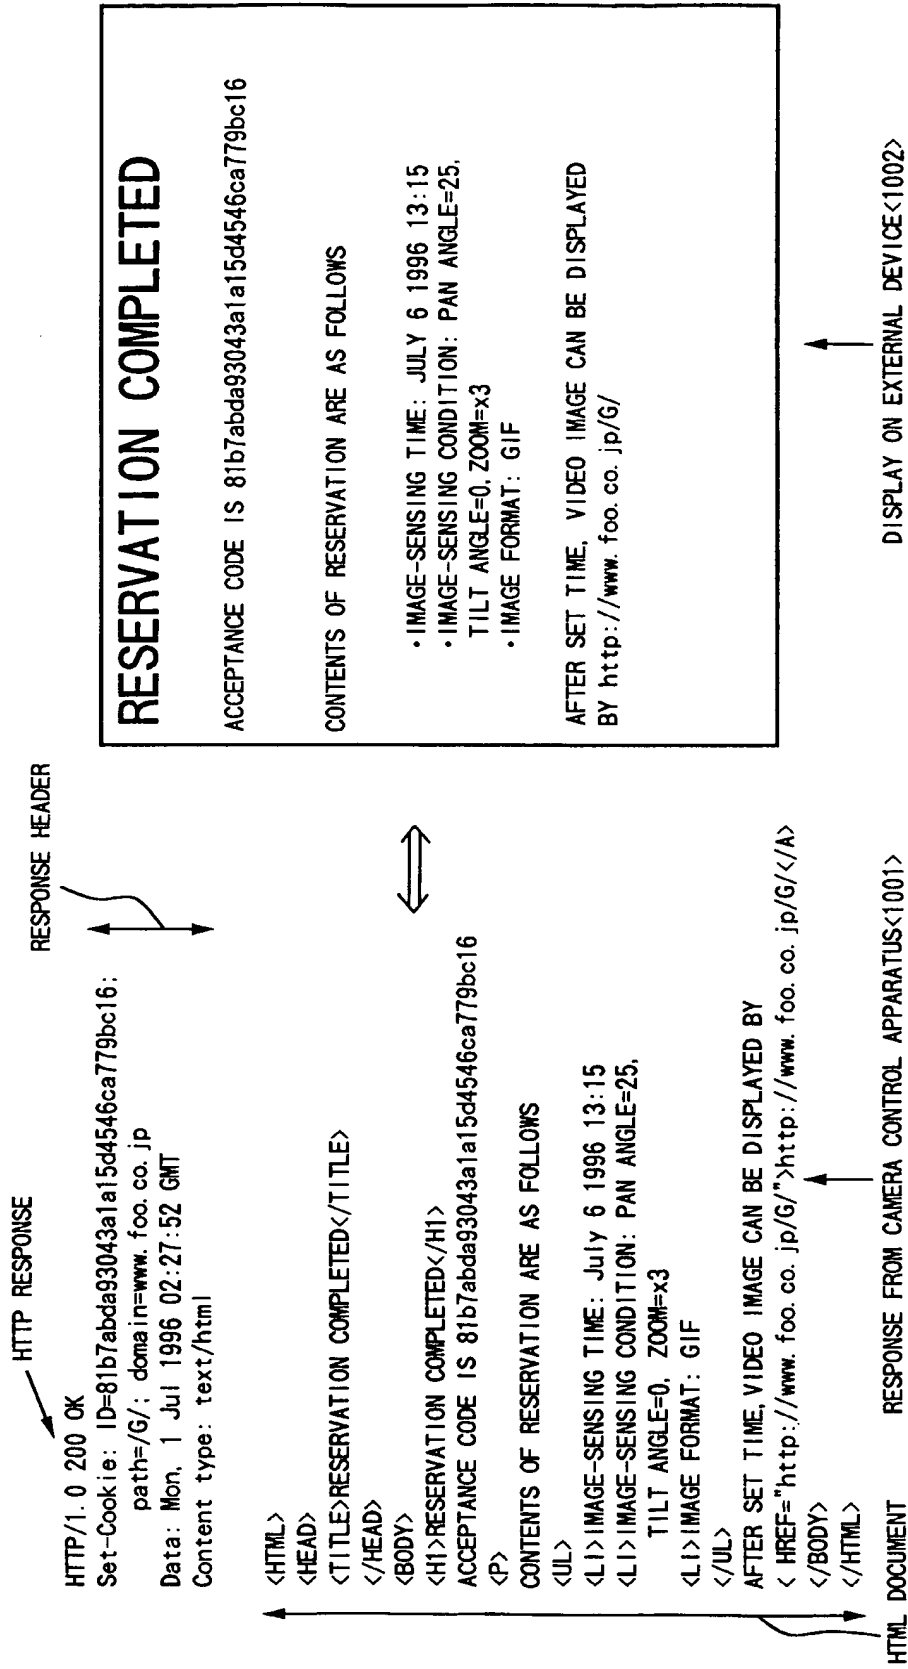 HTTP RESPONSE
HTTP/1.0 200 OK
Set-Cookie: ID=81b7abda93043a1a15d4546ca779bc16:
path=/G/; domain=www.foo.co.jp
Data: Mon, 1 Jul 1996 02:27:52 GMT
Content type: text/html
RESPONSE HEADER
<HTML>
<HEAD>
<TITLE>RESERVATION COMPLETED</TITLE>
</HEAD>
<BODY>
<H1>RESERVATION COMPLETED</H1>
ACCEPTANCE CODE IS 81b7abda93043a1a15d4546ca779bc16
<P>
CONTENTS OF RESERVATION ARE AS FOLLOWS
<UL>
<LI>IMAGE-SENSING TIME: July 6 1996 13:15
<LI>IMAGE-SENSING CONDITION: PAN ANGLE=25,
TILT ANGLE=0, ZOOM=x3
<LI>IMAGE FORMAT: GIF
</UL>
AFTER SET TIME,VIDEO IMAGE CAN BE DISPLAYED BY
< HREF="http://www.foo.co.jp/G/">http://www.foo.co.jp/G/</A>
</BODY>
</HTML>
HTML DOCUMENT
RESPONSE FROM CAMERA CONTROL APPARATUS<1001>
RESERVATION COMPLETED
ACCEPTANCE CODE IS 81b7abda93043a1a15d4546ca779bc16
CONTENTS OF RESERVATION ARE AS FOLLOWS
・IMAGE-SENSING TIME: JULY 6 1996 13:15
・IMAGE-SENSING CONDITION: PAN ANGLE=25,
TILT ANGLE=0,ZOOM=x3
・IMAGE FORMAT: GIF
AFTER SET TIME, VIDEO IMAGE CAN BE DISPLAYED
BY http://www.foo.co.jp/G/
DISPLAY ON EXTERNAL DEVICE<1002>